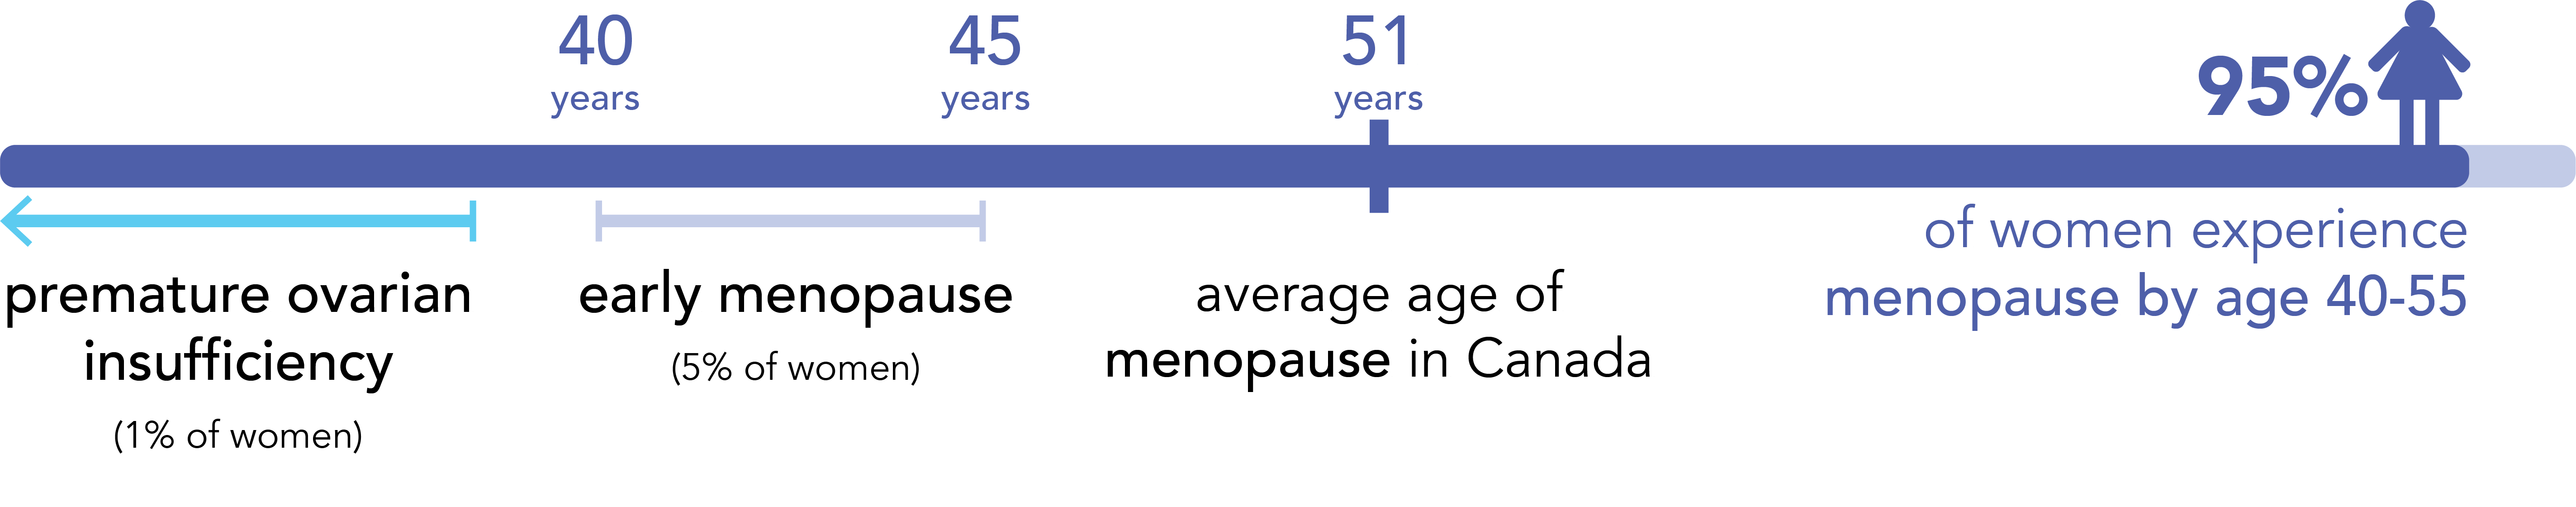 40
years
45
years
51
years
95%
premature ovarian
insufficiency
(1% of women)
early menopause
(5% of women)
average age of
menopause in Canada
of women experience
menopause by age 40-55